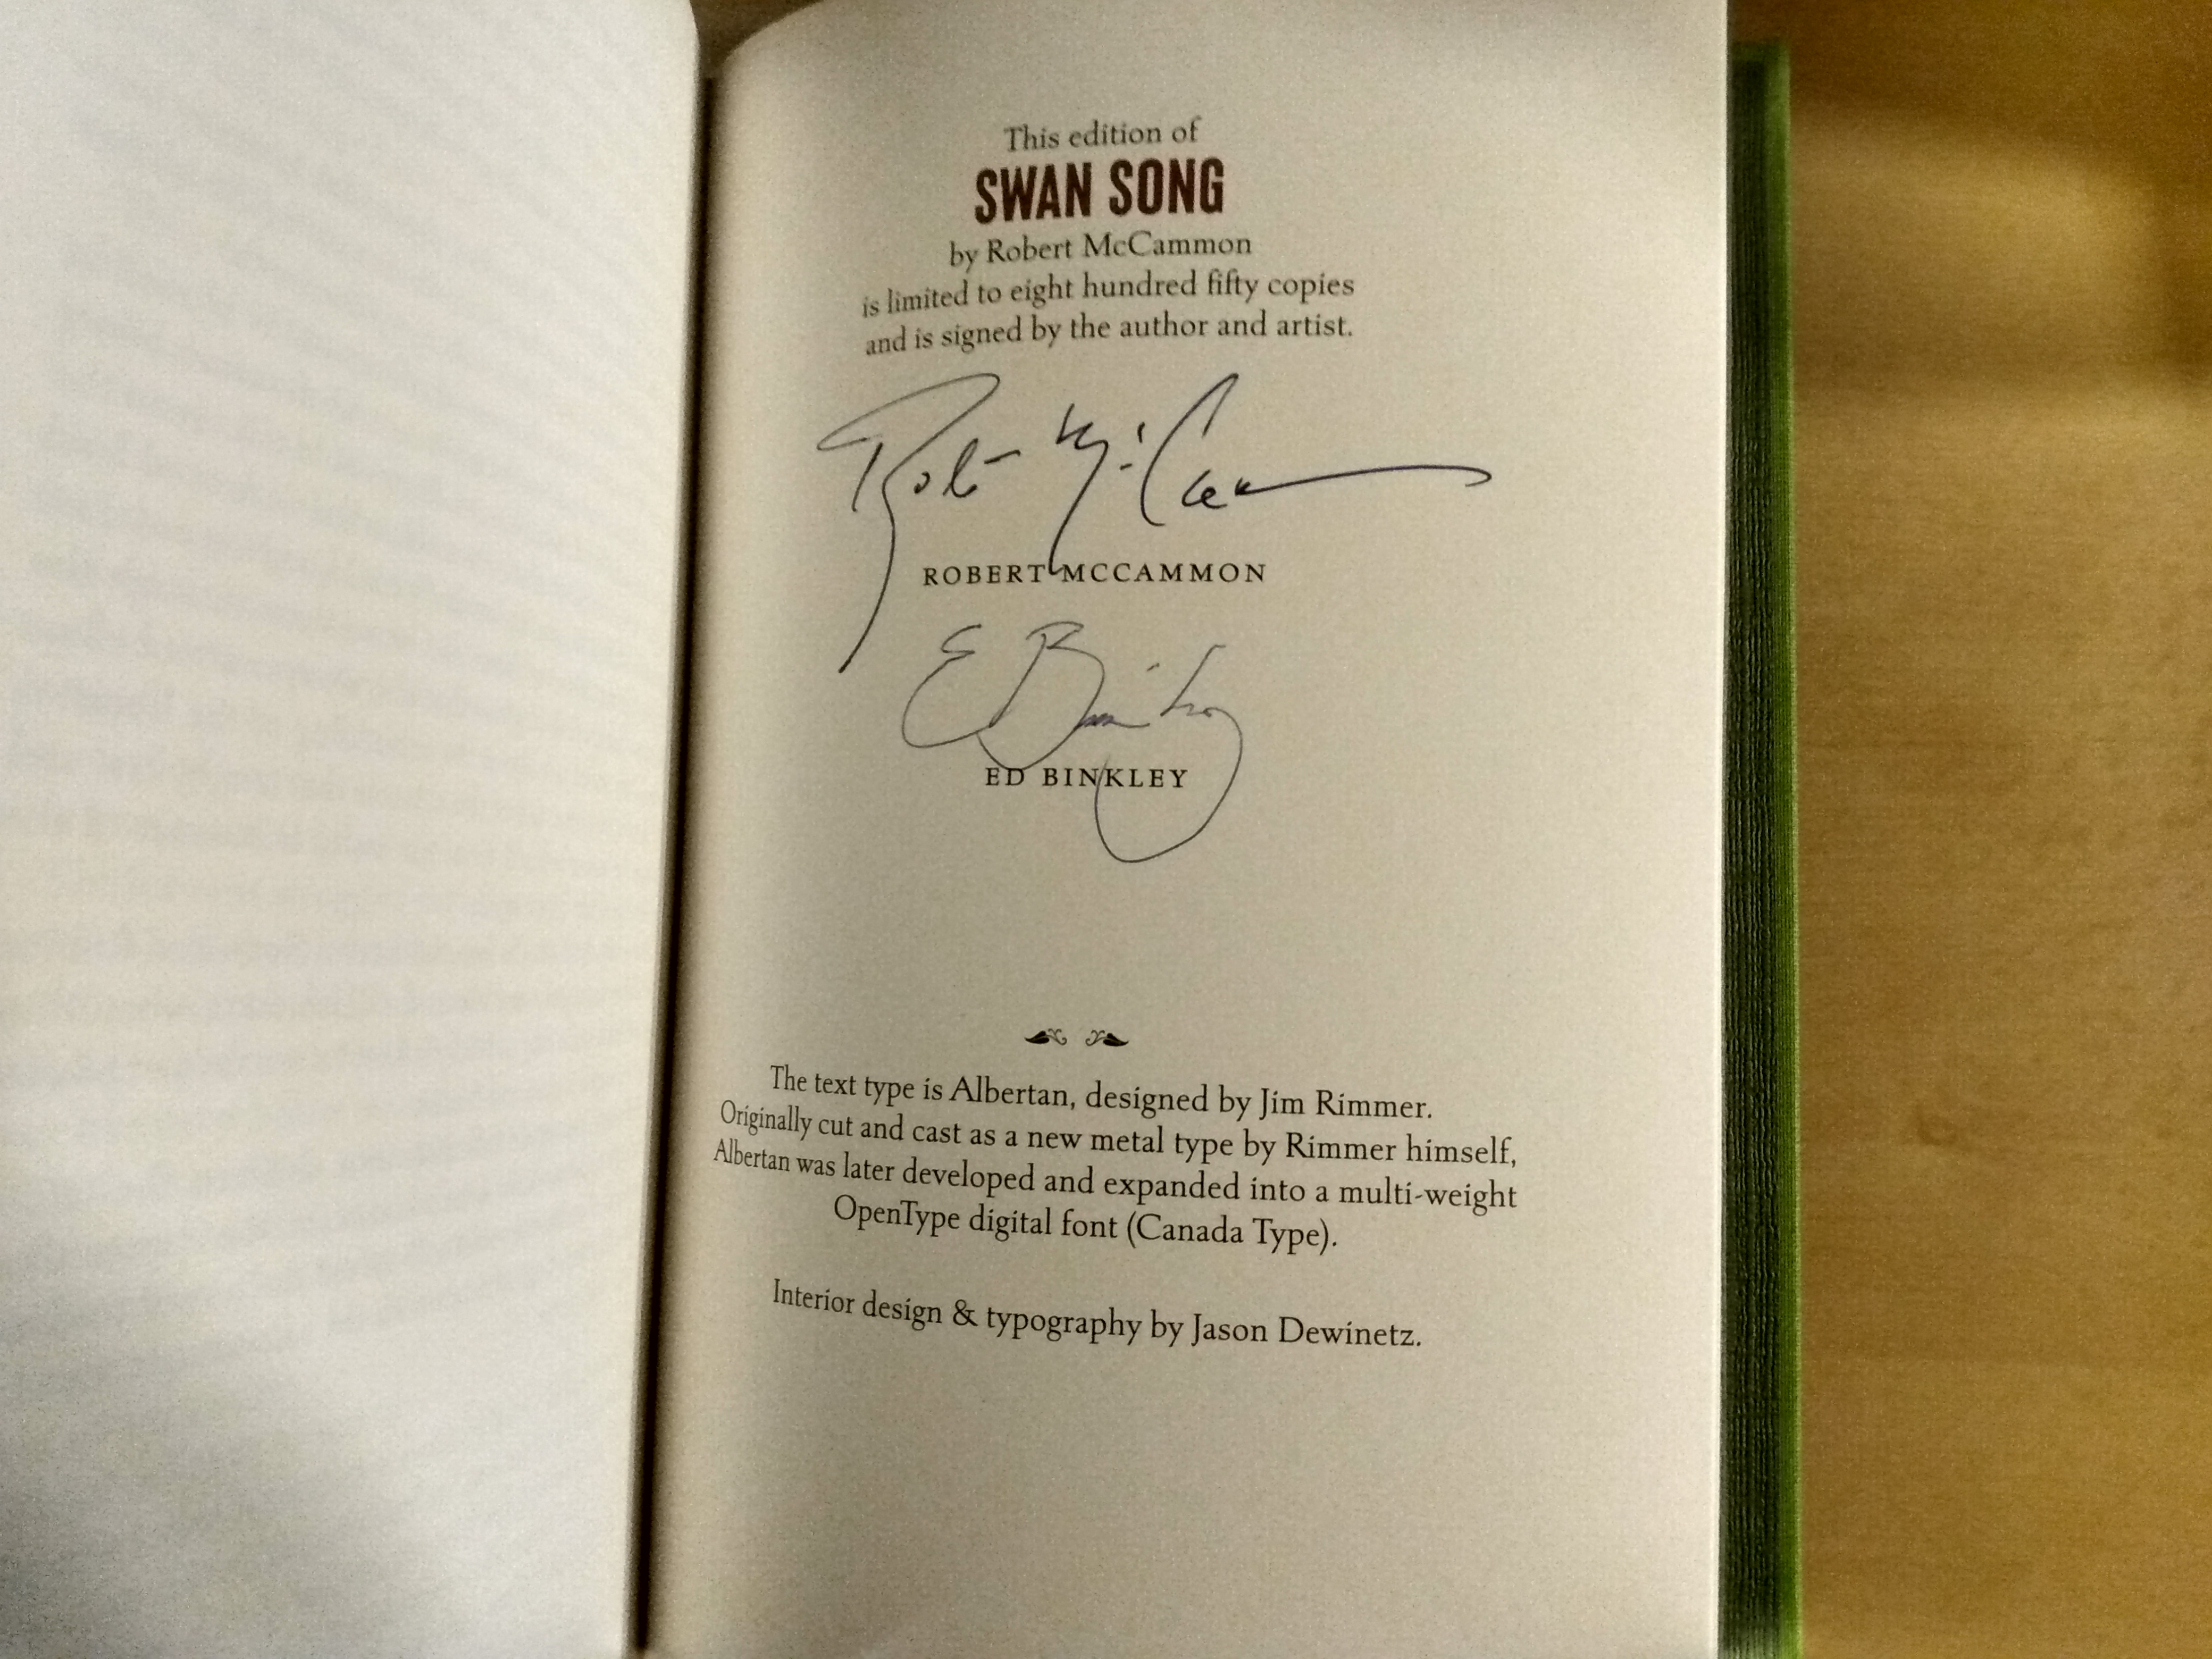 This edition of
SWAN SONG
by Robert McCammon
is limited to eight hundred fifty copies
and is signed by the author and artist.
Robert McCammon
ROBERT MCCAMMON
E Binkley
ED BINKLEY
The text type is Albertan, designed by Jim Rimmer.
Originally cut and cast as a new metal type by Rimmer himself,
Albertan was later developed and expanded into a multi-weight
OpenType digital font (Canada Type).
Interior design & typography by Jason Dewinetz.